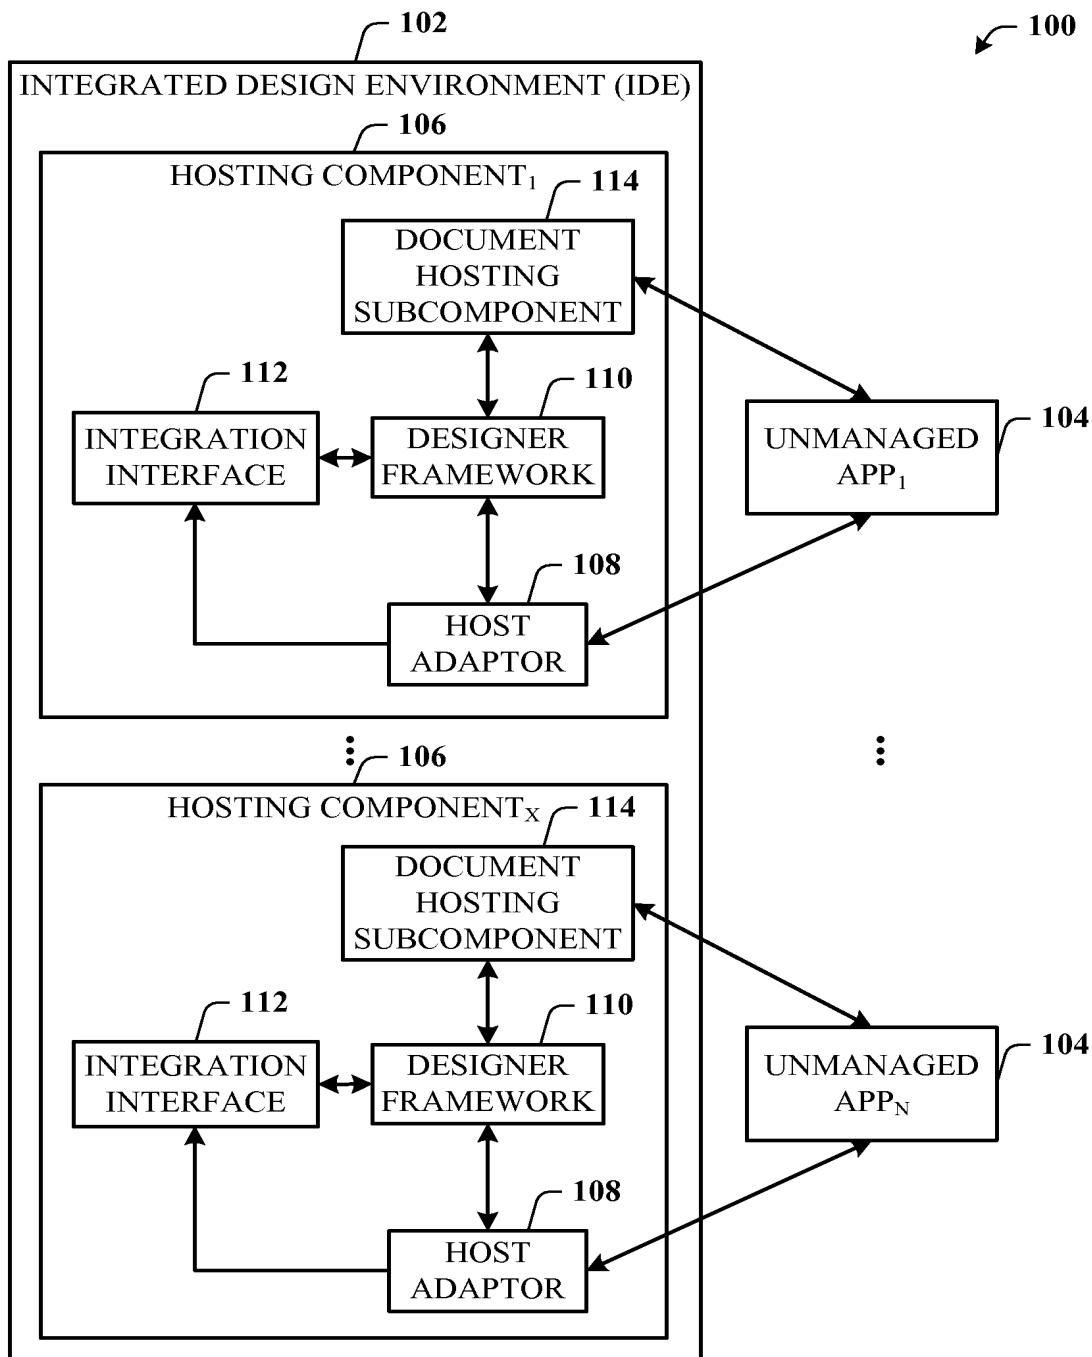 102
100
INTEGRATED DESIGN ENVIRONMENT (IDE)
106
HOSTING COMPONENT1
114
DOCUMENT
HOSTING
SUBCOMPONENT
112
110
INTEGRATION
INTERFACE
DESIGNER
FRAMEWORK
UNMANAGED
APP1
104
108
HOST
ADAPTOR
106
HOSTING COMPONENTX
114
DOCUMENT
HOSTING
SUBCOMPONENT
112
110
INTEGRATION
INTERFACE
DESIGNER
FRAMEWORK
UNMANAGED
APPN
104
108
HOST
ADAPTOR